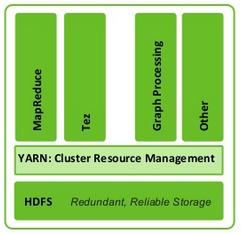 MapReduce
Tez
Graph Processing
Other
YARN: Cluster Resource Management
HDFS Redundant, Reliable Storage